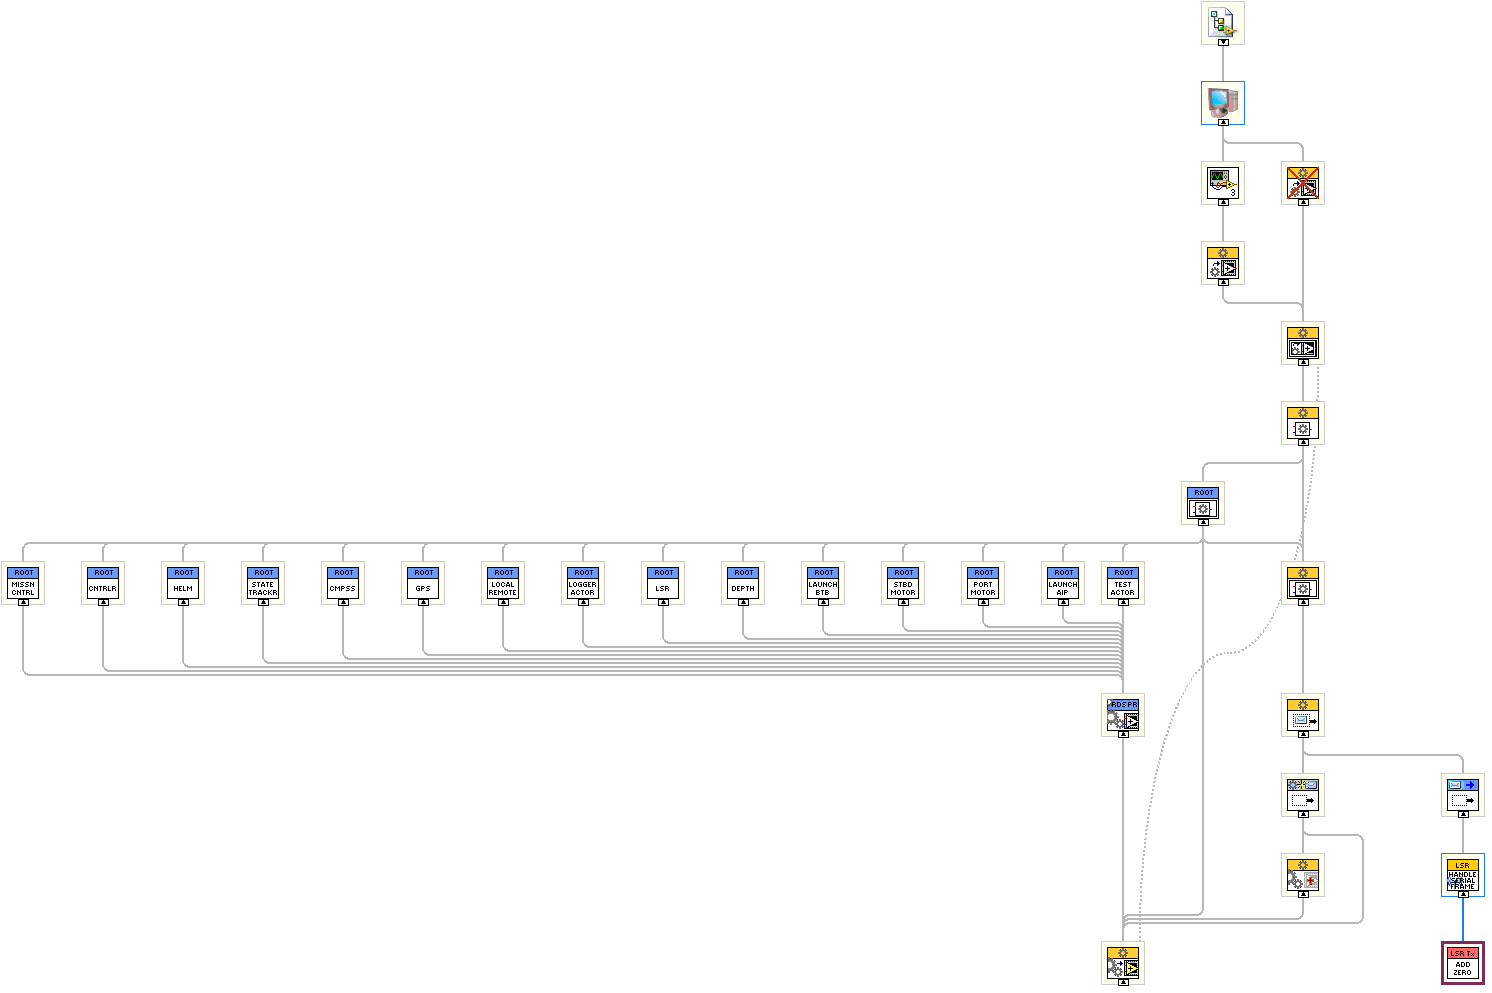 3
ROOT
ROOT
MISSN
CNTRL
ROOT
CNTRLR
ROOT
HELM
ROOT
STATE
TRACKR
ROOT
CMPSS
ROOT
GPS
ROOT
LOCAL
REMOTE
ROOT
LOGGER
ACTOR
ROOT
LSR
ROOT
DEPTH
ROOT
LAUNCH
BTB
ROOT
STBD
MOTOR
ROOT
PORT
MOTOR
ROOT
LAUNCH
AIP
ROOT
TEST
ACTOR
RDSPR
LSR
HANDLE
SERIAL
FRAME
LSR Tx
ADD
ZERO